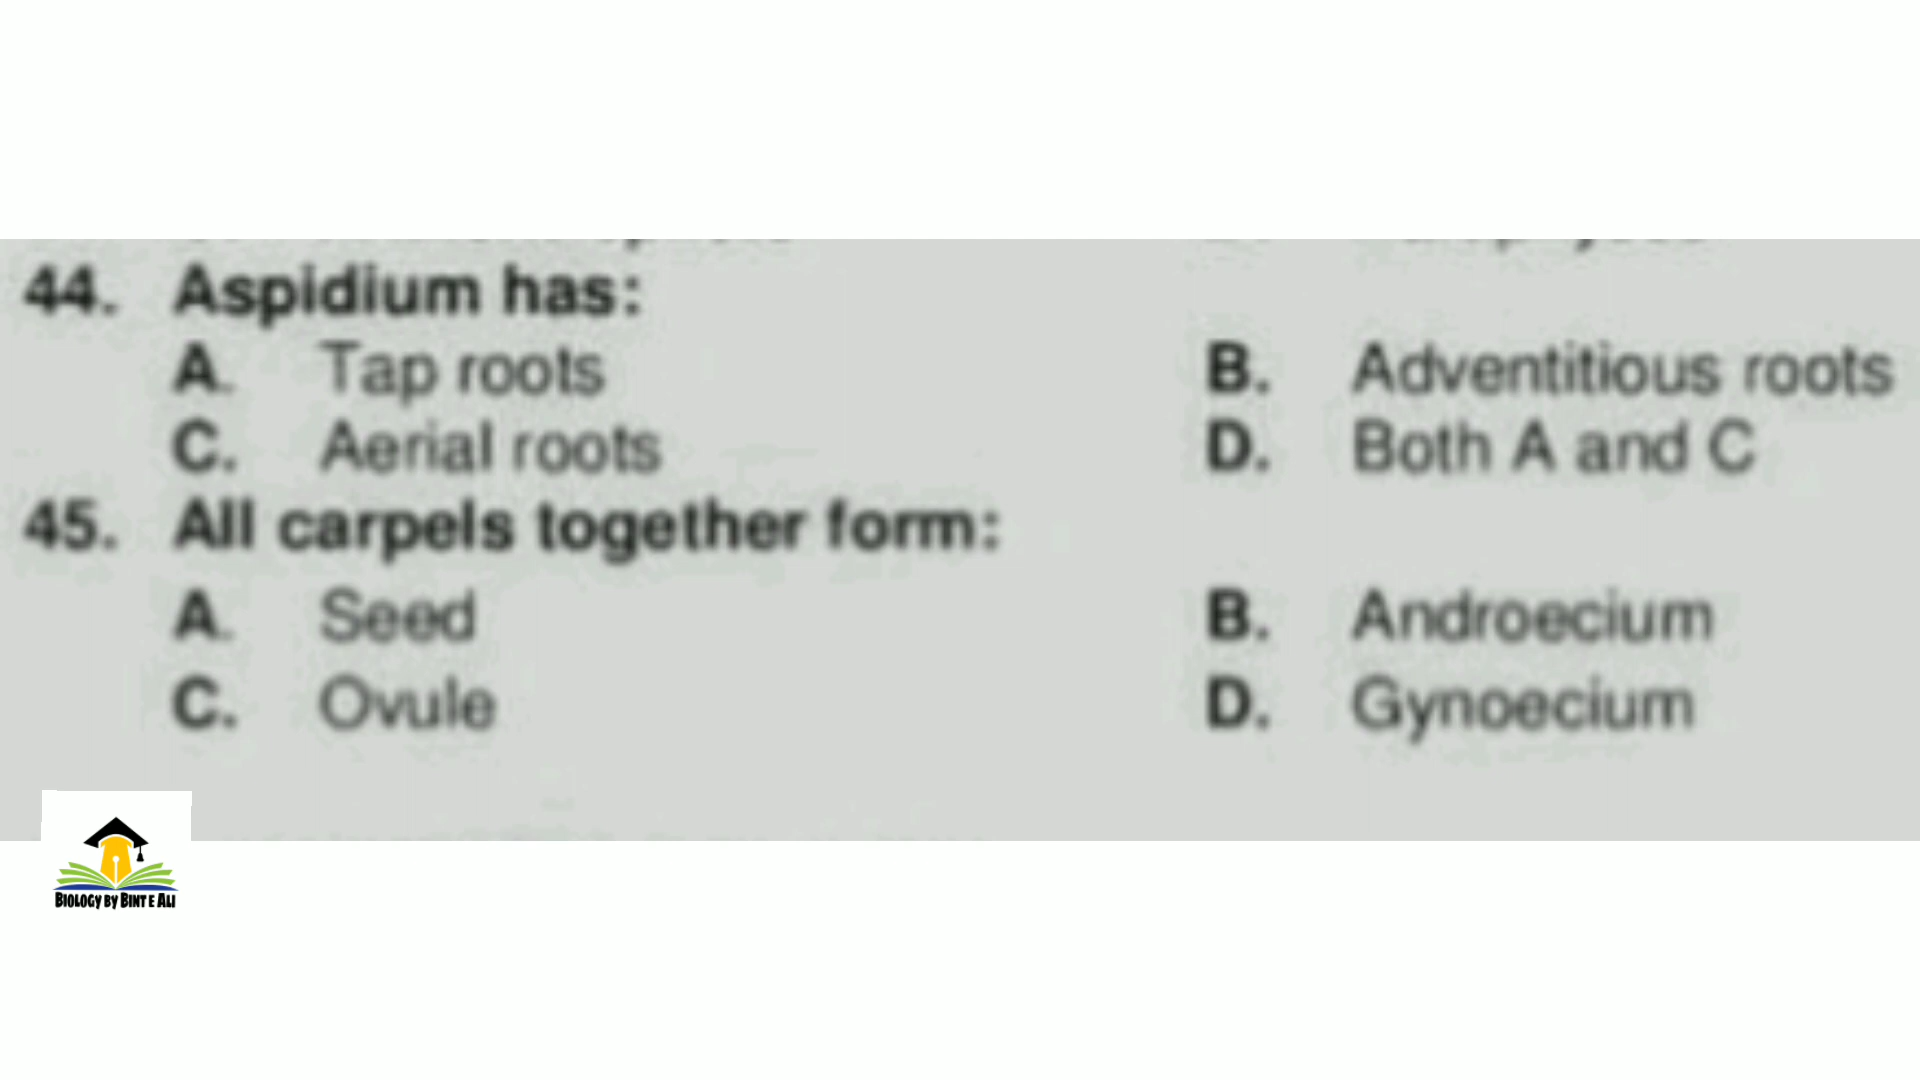 44. Aspidium has:
A. Tap roots B. Adventitious roots
C. Aerial roots D. Both A and C
45. All carpels together form:
A. Seed B. Androecium
C. Ovule D. Gynoecium
BIOLOGY BY BINT E ALI